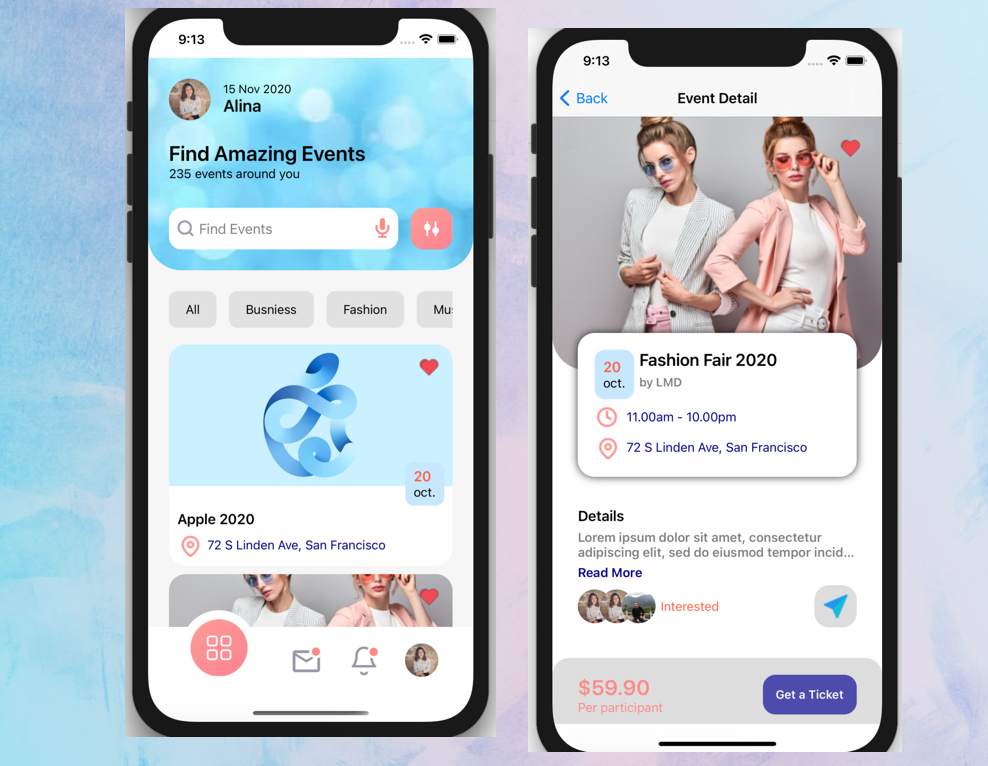 9:13
15 Nov 2020
Alina
Find Amazing Events
235 events around you
Find Events
All
Busniess
Fashion
Mu
20
oct.
Apple 2020
72 S Linden Ave, San Francisco
9:13
Back
Event Detail
20
oct.
Fashion Fair 2020
by LMD
11.00am - 10.00pm
72 S Linden Ave, San Francisco
Details
Lorem ipsum dolor sit amet, consectetur
adipiscing elit, sed do eiusmod tempor incid...
Read More
Interested
$59.90
Per participant
Get a Ticket